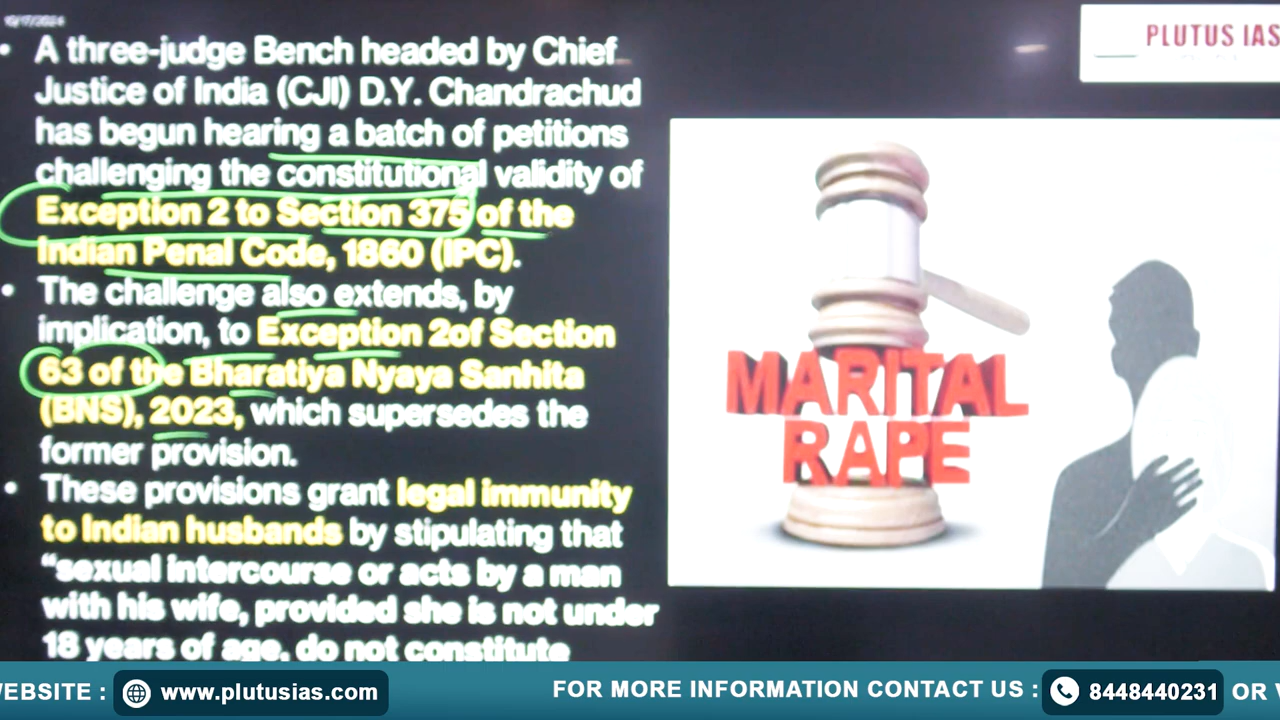 10/17/2024
PLUTUS IAS
• A three-judge Bench headed by Chief
Justice of India (CJI) D.Y. Chandrachud
has begun hearing a batch of petitions
challenging the constitutional validity of
Exception 2 to Section 375 of the
Indian Penal Code, 1860 (IPC).
• The challenge also extends, by
implication, to Exception 2of Section
63 of the Bharatiya Nyaya Sanhita
(BNS), 2023, which supersedes the
former provision.
• These provisions grant legal immunity
to Indian husbands by stipulating that
“sexual intercourse or acts by a man
with his wife, provided she is not under
18 years of age, do not constitute
MARITAL
RAPE
EBSITE : www.plutusias.com FOR MORE INFORMATION CONTACT US : 8448440231 OR